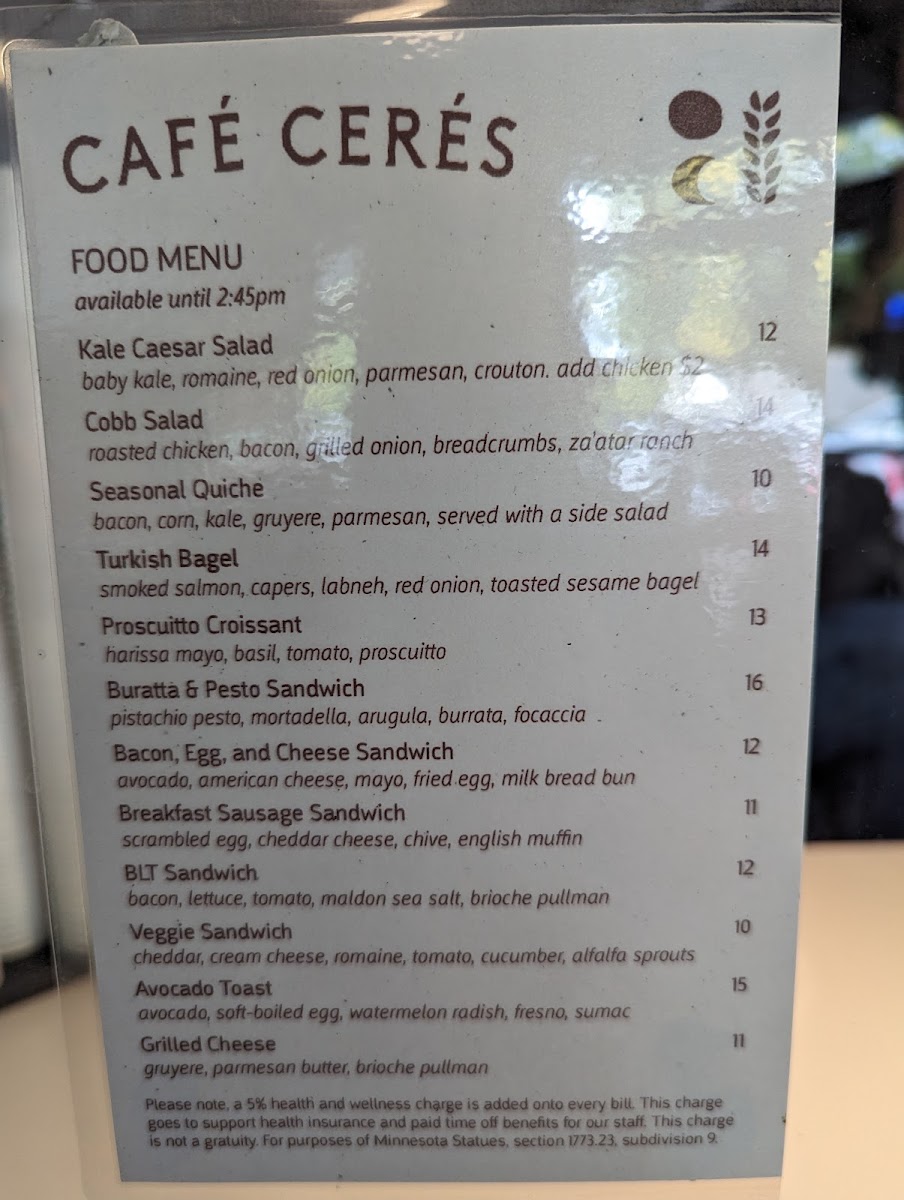 CAFÉ CERÉS
FOOD MENU
available until 2:45pm
Kale Caesar Salad 12
baby kale, romaine, red onion, parmesan, crouton. add chicken $2
Cobb Salad 14
roasted chicken, bacon, grilled onion, breadcrumbs, za'atar ranch
Seasonal Quiche 10
bacon, corn, kale, gruyere, parmesan, served with a side salad
Turkish Bagel 14
smoked salmon, capers, labneh, red onion, toasted sesame bagel
Proscuitto Croissant 13
harissa mayo, basil, tomato, proscuitto
Buratta & Pesto Sandwich 16
pistachio pesto, mortadella, arugula, burrata, focaccia
Bacon, Egg, and Cheese Sandwich 12
avocado, american cheese, mayo, fried egg, milk bread bun
Breakfast Sausage Sandwich 11
scrambled egg, cheddar cheese, chive, english muffin
BLT Sandwich 12
bacon, lettuce, tomato, maldon sea salt, brioche pullman
Veggie Sandwich 10
cheddar, cream cheese, romaine, tomato, cucumber, alfalfa sprouts
Avocado Toast 15
avocado, soft-boiled egg, watermelon radish, fresno, sumac
Grilled Cheese 11
gruyere, parmesan butter, brioche pullman
Please note, a 5% health and wellness charge is added onto every bill. This charge
goes to support health insurance and paid time off benefits for our staff. This charge
is not a gratuity. For purposes of Minnesota Statues, section 1773.23, subdivision 9.